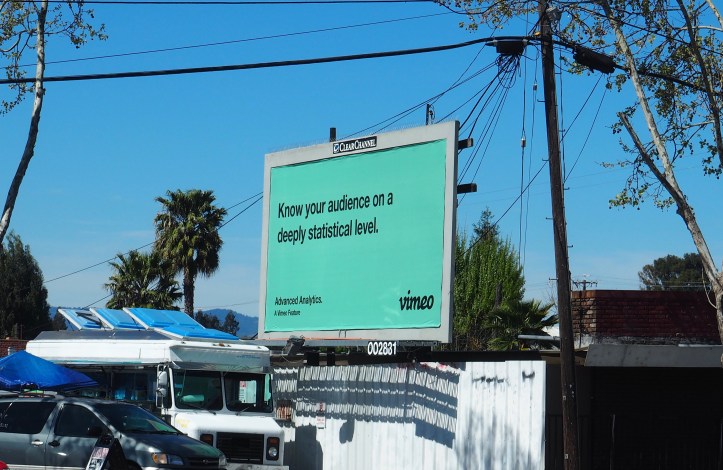 CLEARCHANNEL
Know your audience on a
deeply statistical level.
Advanced Analytics.
A Vimeo Feature
vimeo
002831